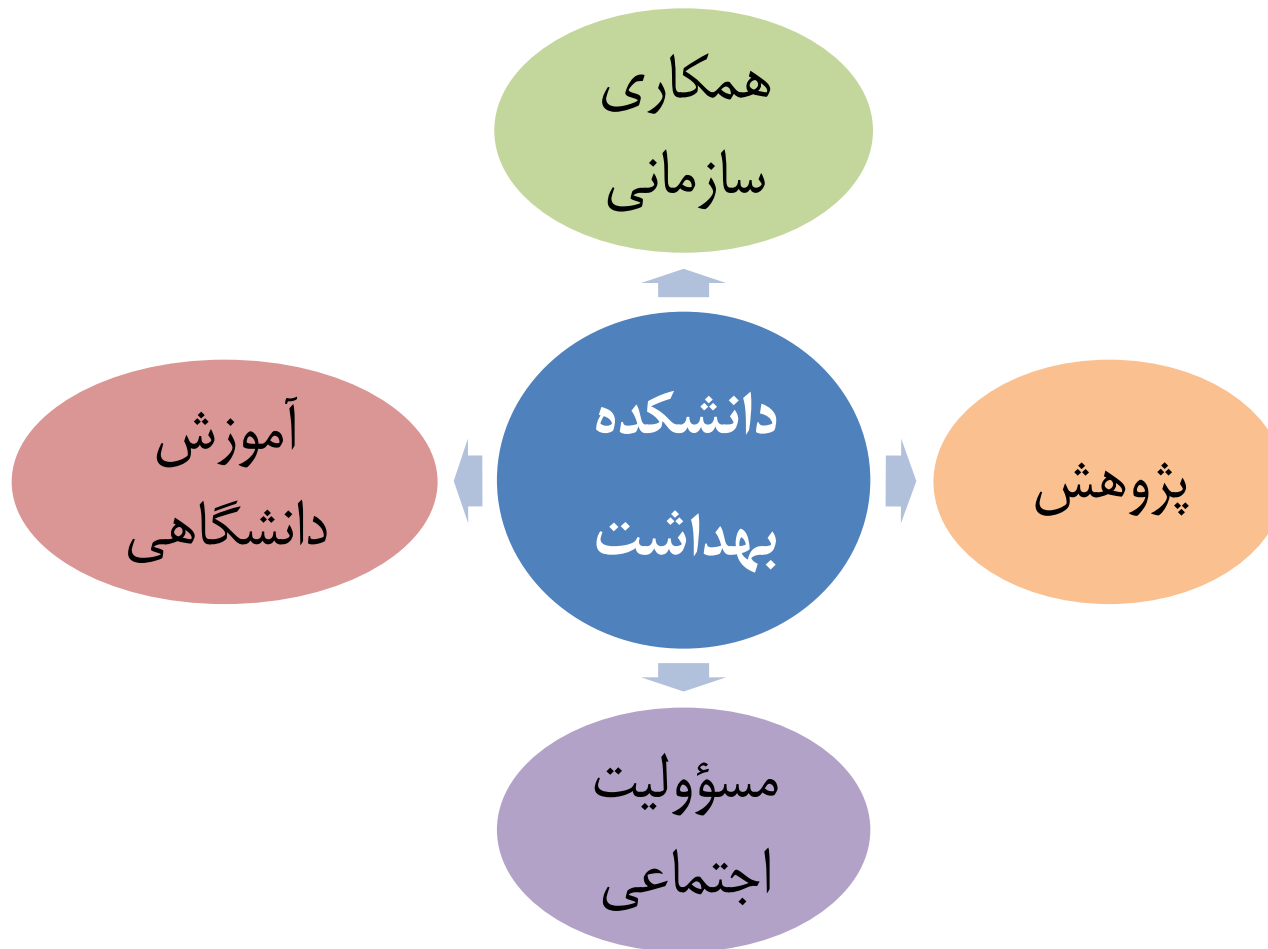 همکاری
سازمانی
دانشکده
بهداشت
پژوهش
آموزش
دانشگاهی
مسؤولیت
اجتماعی